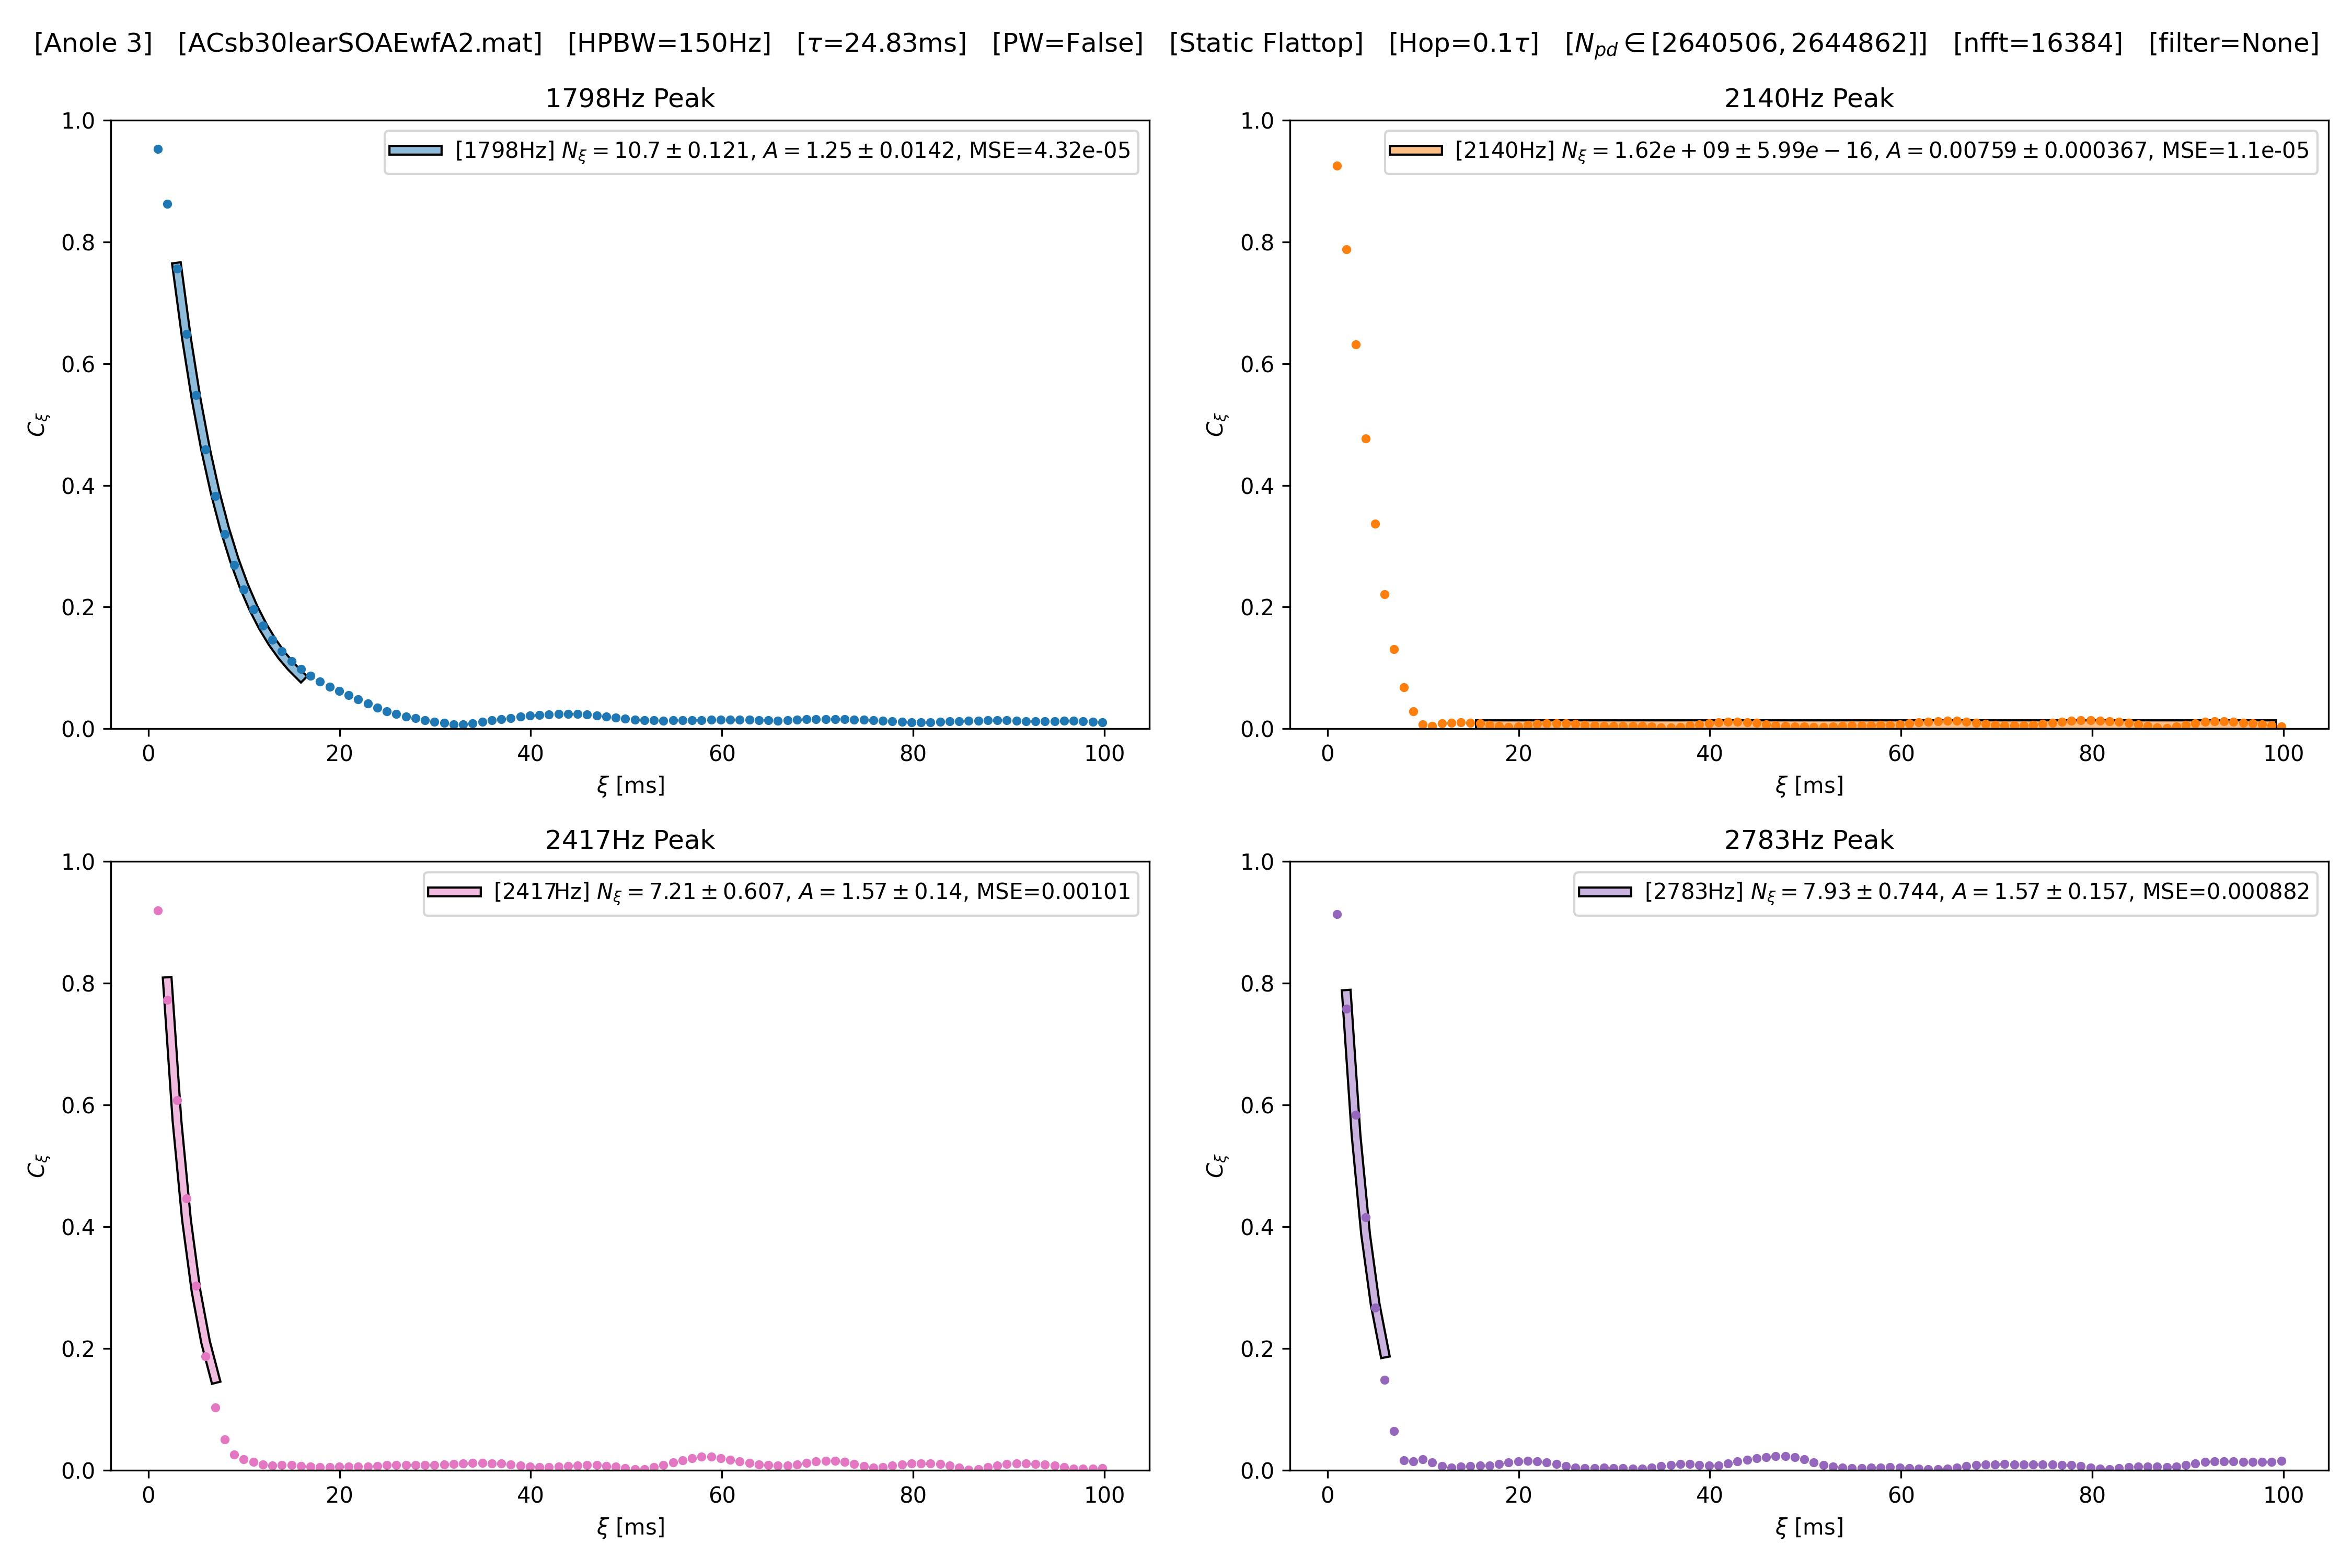 [Anole 3] [ACsb30learSOAEwfA2.mat] [HPBW=150Hz] [τ=24.83ms] [PW=False] [Static Flattop] [Hop=0.1τ] [N_pd ∈ [2640506, 2644862]] [nfft=16384] [filter=None]
1798Hz Peak
[1798Hz] N_ξ = 10.7 ± 0.121, A = 1.25 ± 0.0142, MSE=4.32e-05
1.0
0.8
0.6
0.4
0.2
0.0
C_ξ
0 20 40 60 80 100
ξ [ms]
2140Hz Peak
[2140Hz] N_ξ = 1.62e + 09 ± 5.99e − 16, A = 0.00759 ± 0.000367, MSE=1.1e-05
1.0
0.8
0.6
0.4
0.2
0.0
C_ξ
0 20 40 60 80 100
ξ [ms]
2417Hz Peak
[2417Hz] N_ξ = 7.21 ± 0.607, A = 1.57 ± 0.14, MSE=0.00101
1.0
0.8
0.6
0.4
0.2
0.0
C_ξ
0 20 40 60 80 100
ξ [ms]
2783Hz Peak
[2783Hz] N_ξ = 7.93 ± 0.744, A = 1.57 ± 0.157, MSE=0.000882
1.0
0.8
0.6
0.4
0.2
0.0
C_ξ
0 20 40 60 80 100
ξ [ms]